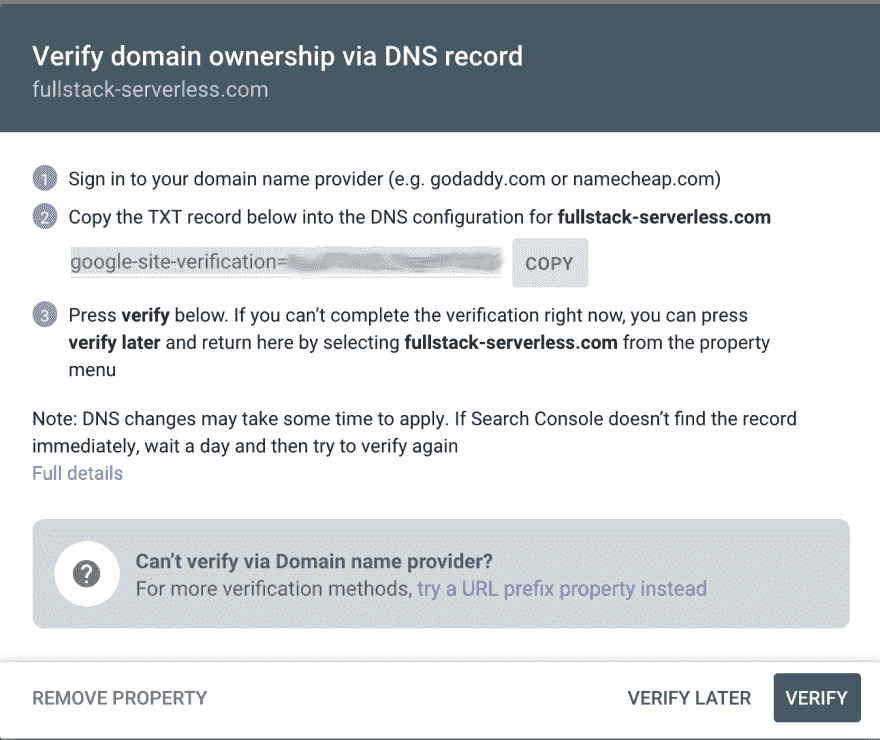 Verify domain ownership via DNS record
fullstack-serverless.com
1 Sign in to your domain name provider (e.g. godaddy.com or namecheap.com)
2 Copy the TXT record below into the DNS configuration for fullstack-serverless.com
google-site-verification=
COPY
3 Press verify below. If you can't complete the verification right now, you can press
verify later and return here by selecting fullstack-serverless.com from the property
menu
Note: DNS changes may take some time to apply. If Search Console doesn't find the record
immediately, wait a day and then try to verify again
Full details
?
Can't verify via Domain name provider?
For more verification methods, try a URL prefix property instead
REMOVE PROPERTY
VERIFY LATER
VERIFY